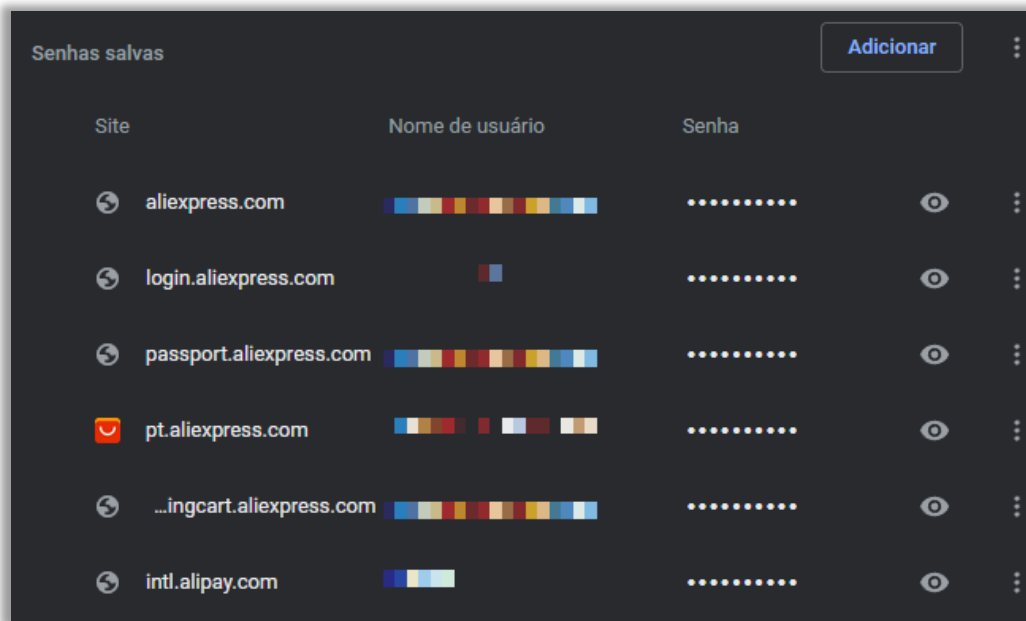 Senhas salvas Adicionar
Site Nome de usuário Senha
aliexpress.com ••••••••••
login.aliexpress.com ••••••••••
passport.aliexpress.com ••••••••••
pt.aliexpress.com ••••••••••
...ingcart.aliexpress.com ••••••••••
intl.alipay.com ••••••••••